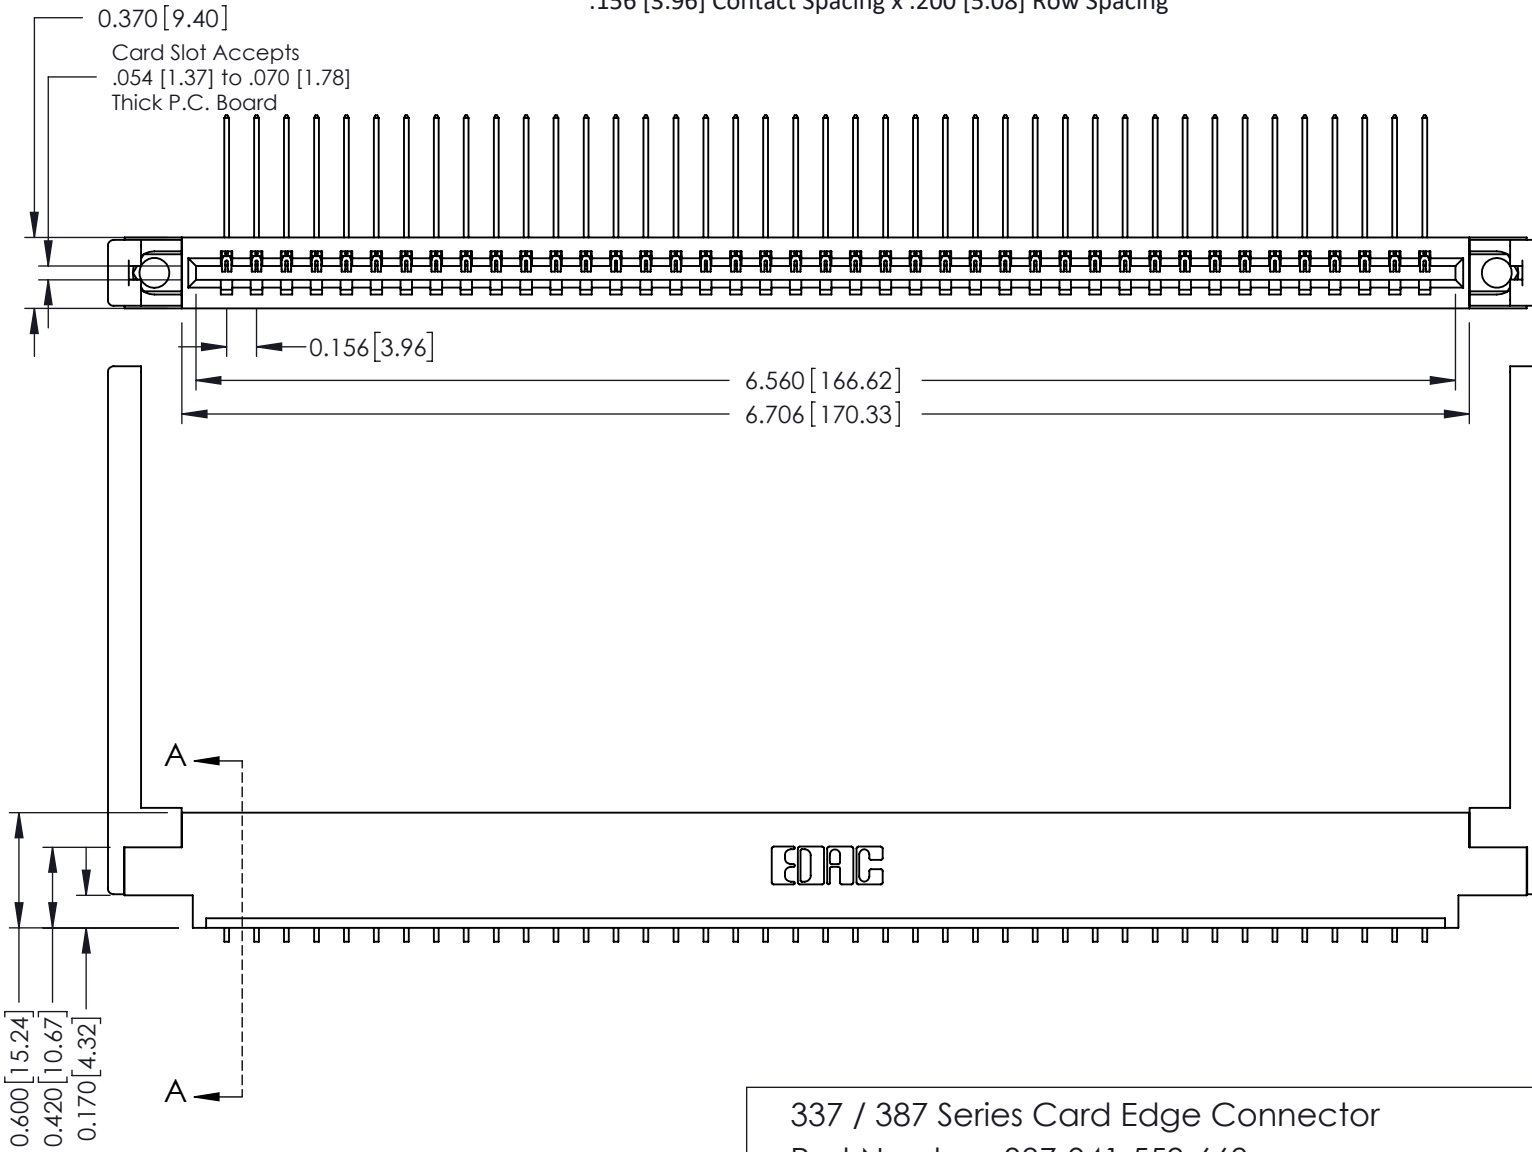 .156 [3.96] Contact Spacing x .200 [5.08] Row Spacing
0.370 [9.40]
Card Slot Accepts
.054 [1.37] to .070 [1.78]
Thick P.C. Board
0.156 [3.96]
6.560 [166.62]
6.706 [170.33]
A
EDAC
0.600 [15.24]
0.420 [10.67]
0.170 [4.32]
A
337 / 387 Series Card Edge Connector